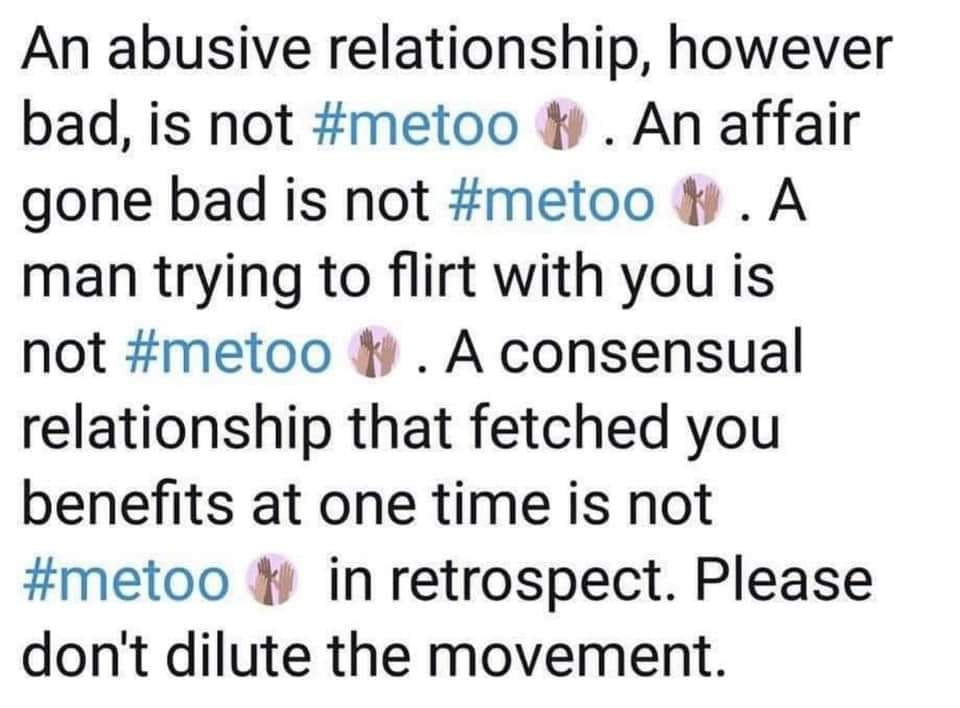 An abusive relationship, however
bad, is not #metoo . An affair
gone bad is not #metoo . A
man trying to flirt with you is
not #metoo . A consensual
relationship that fetched you
benefits at one time is not
#metoo in retrospect. Please
don't dilute the movement.